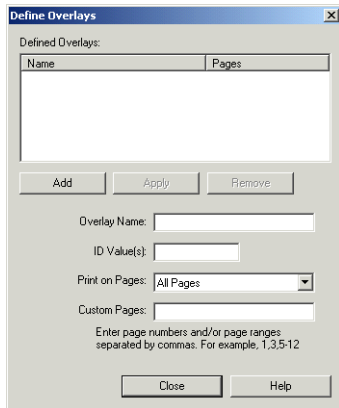 Define Overlays
Defined Overlays:
Name Pages
Add Apply Remove
Overlay Name:
ID Value(s):
Print on Pages: All Pages
Custom Pages:
Enter page numbers and/or page ranges
separated by commas. For example, 1,3,5-12
Close Help